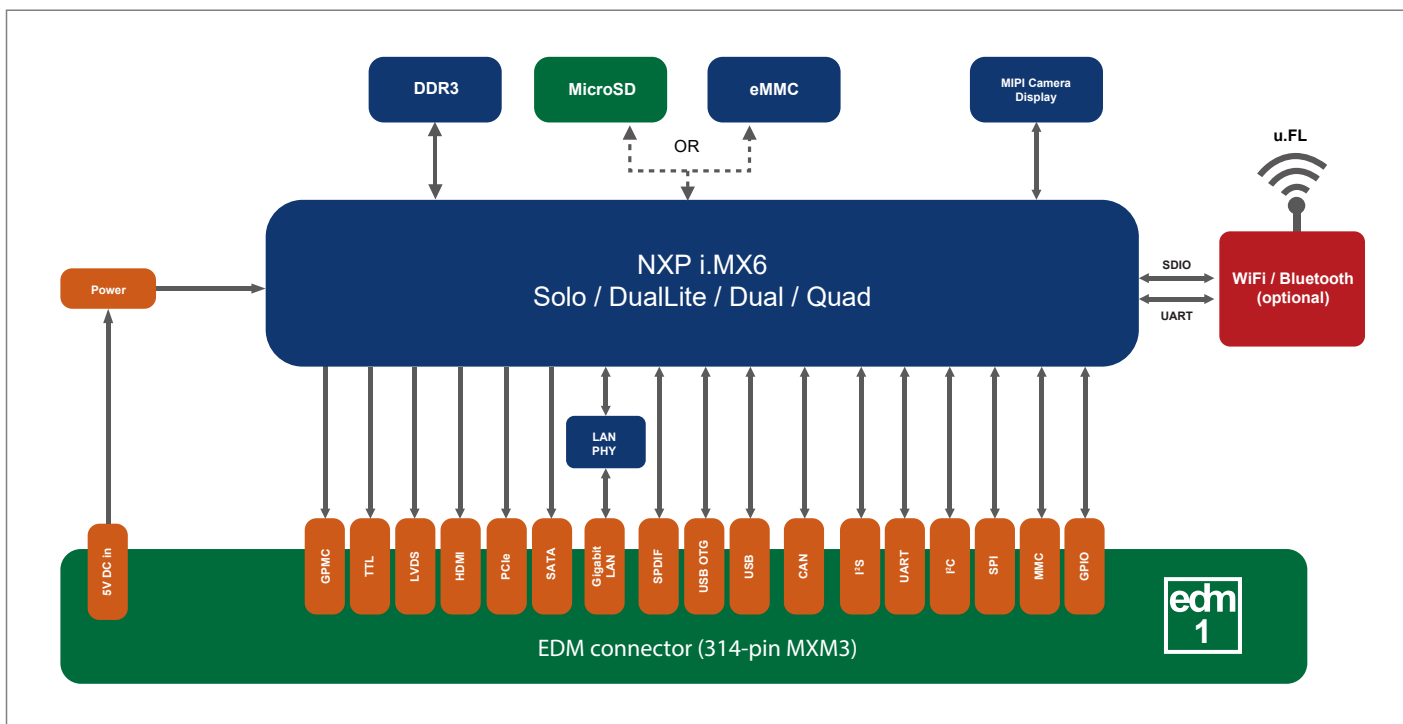 DDR3
MicroSD
eMMC
MIPI Camera
Display
OR
u.FL
NXP i.MX6
Solo / DualLite / Dual / Quad
Power
SDIO
UART
WiFi / Bluetooth
(optional)
LAN
PHY
5V DC in
GPMC
TTL
LVDS
HDMI
PCIe
SATA
Gigabit
LAN
SPDIF
USB OTG
USB
CAN
I²S
UART
I²C
SPI
MMC
GPIO
edm
1
EDM connector (314-pin MXM3)